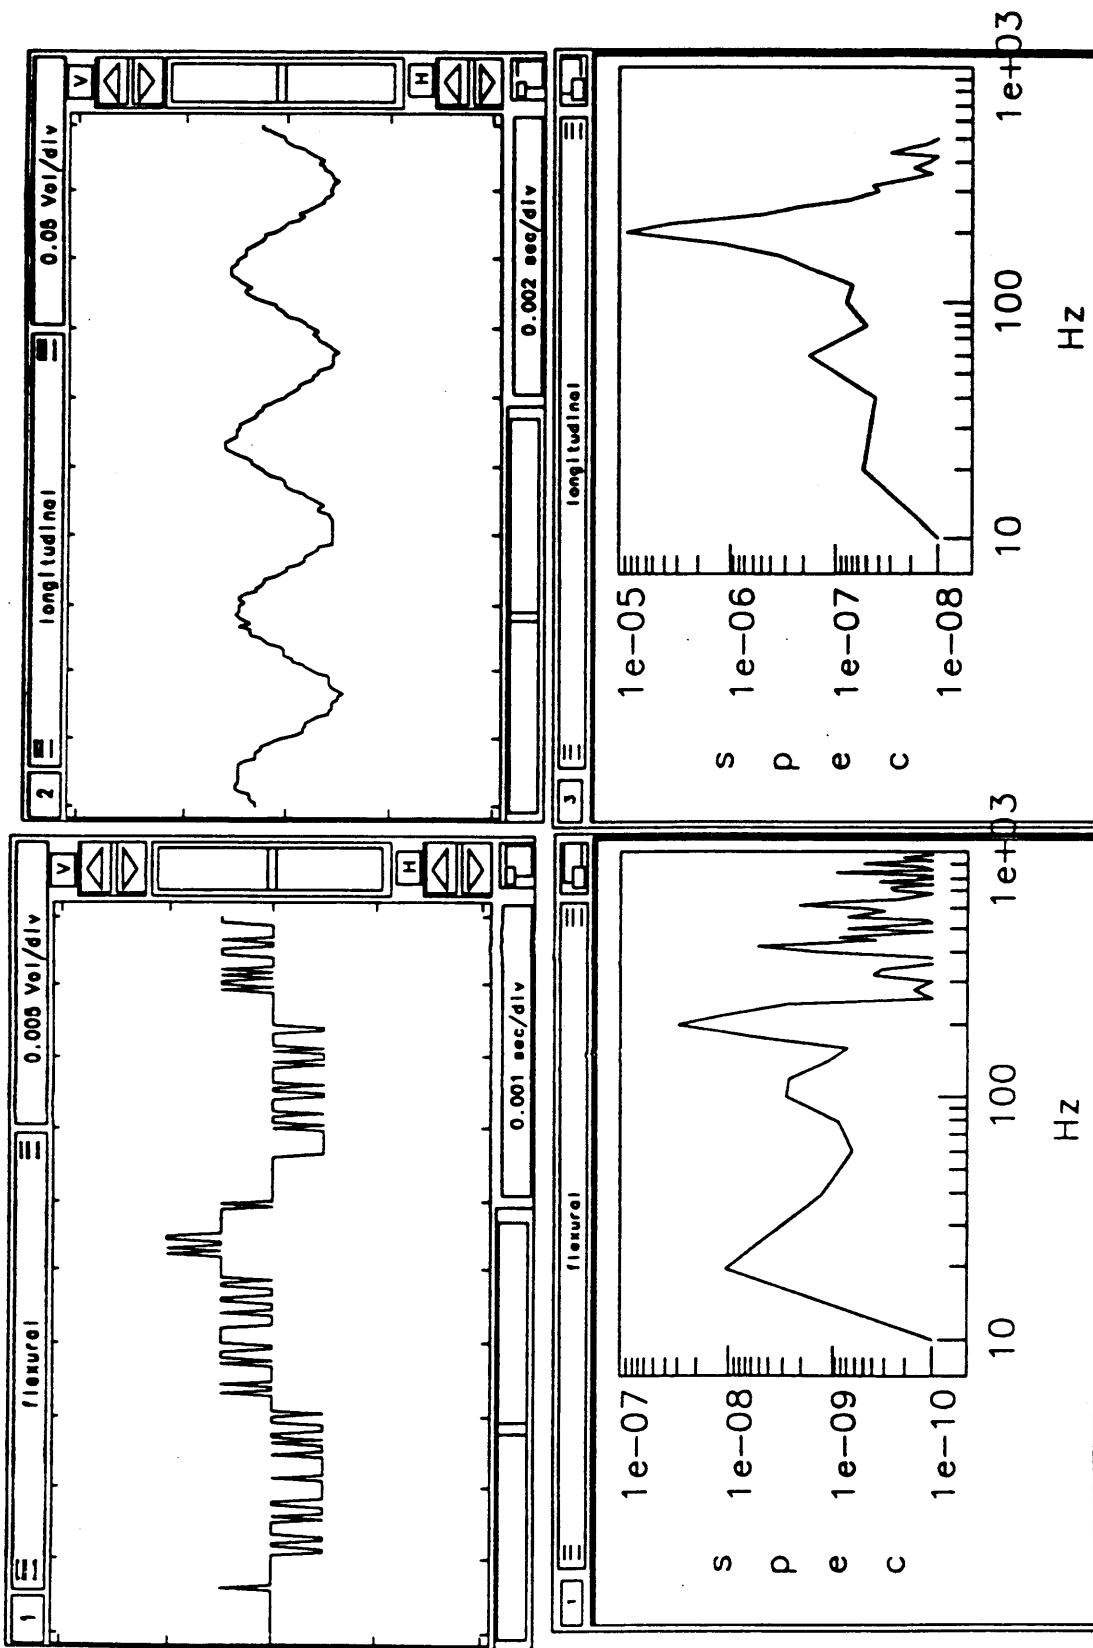 1
flexural
0.005 Vol/div
V
H
0.001 sec/div
2
longitudinal
0.05 Vol/div
V
H
0.002 sec/div
1
flexural
1e-07
1e-08
1e-09
1e-10
s p e c
10
100
1e+03
Hz
3
longitudinal
1e-05
1e-06
1e-07
1e-08
s p e c
10
100
1e+03
Hz